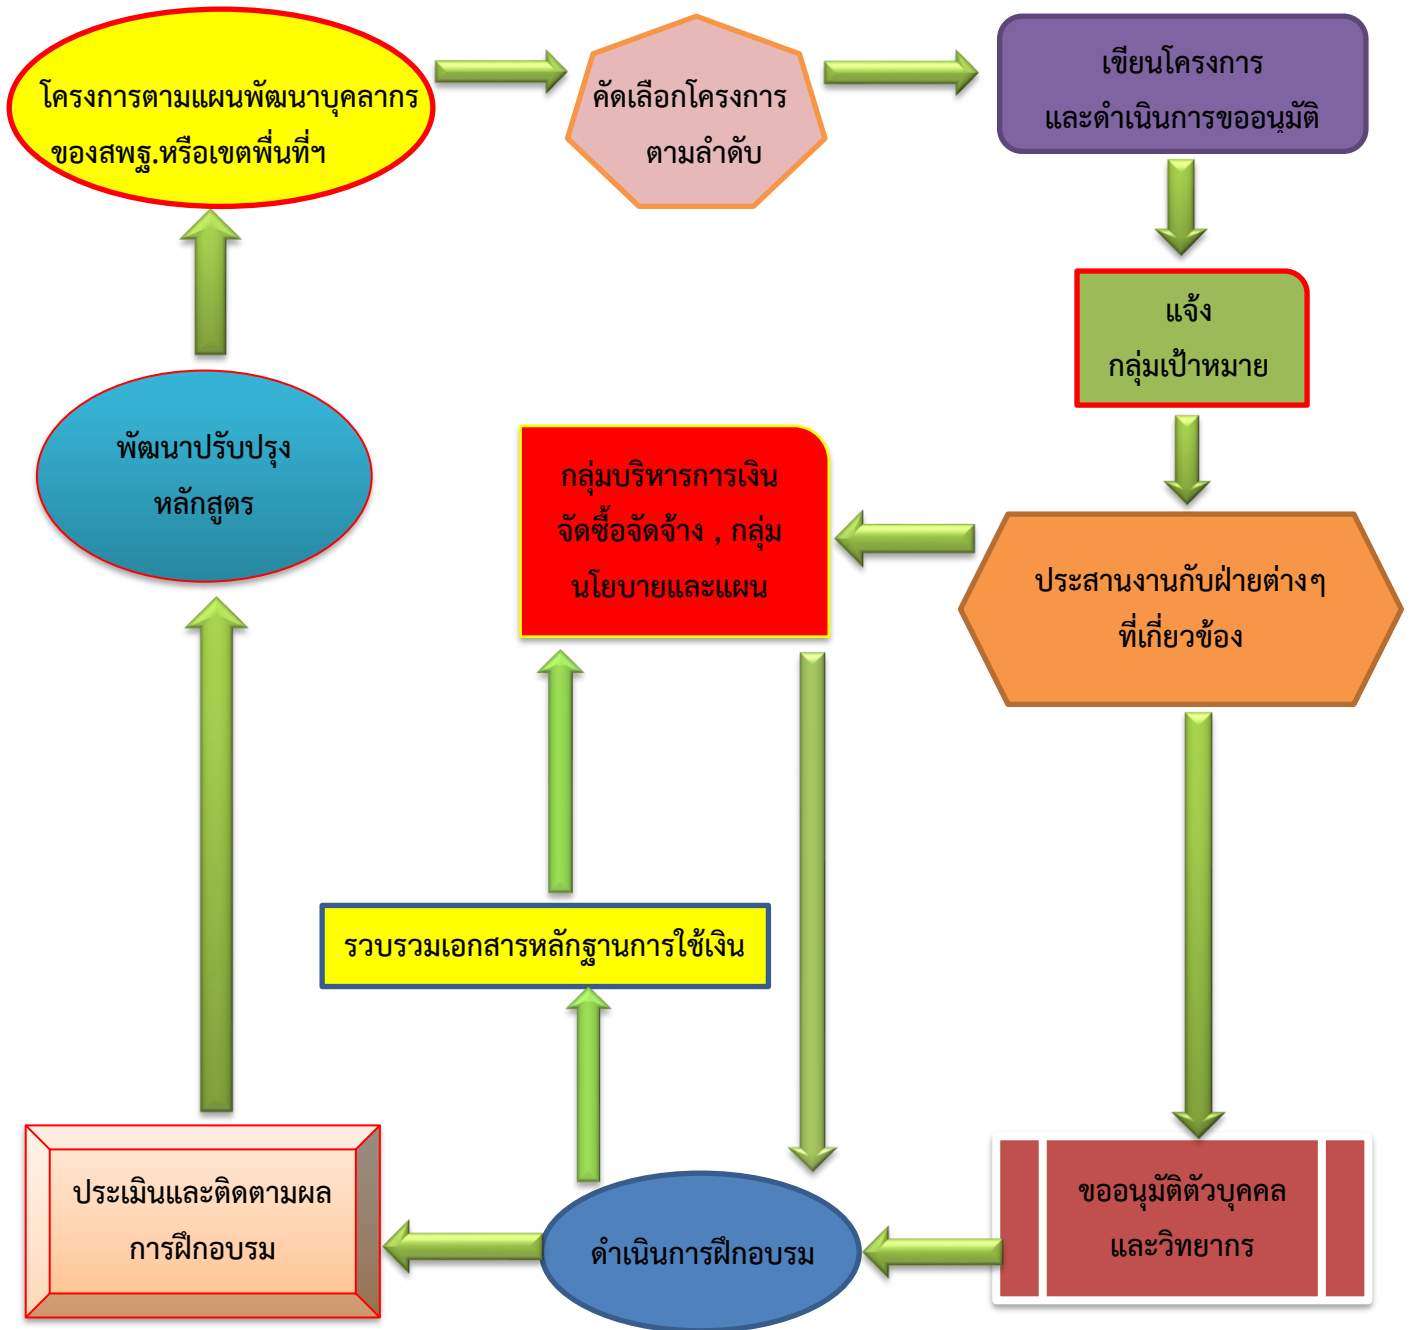 โครงการตามแผนพัฒนาบุคลากร
ของสพฐ.หรือเขตพื่นที่ฯ
คัดเลือกโครงการ
ตามลำดับ
เขียนโครงการ
และดำเนินการขออนุมัติ
แจ้ง
กลุ่มเป้าหมาย
พัฒนาปรับปรุง
หลักสูตร
กลุ่มบริหารการเงิน
จัดซื้อจัดจ้าง , กลุ่ม
นโยบายและแผน
ประสานงานกับฝ่ายต่างๆ
ที่เกี่ยวข้อง
รวบรวมเอกสารหลักฐานการใช้เงิน
ประเมินและติดตามผล
การฝึกอบรม
ดำเนินการฝึกอบรม
ขออนุมัติตัวบุคคล
และวิทยากร